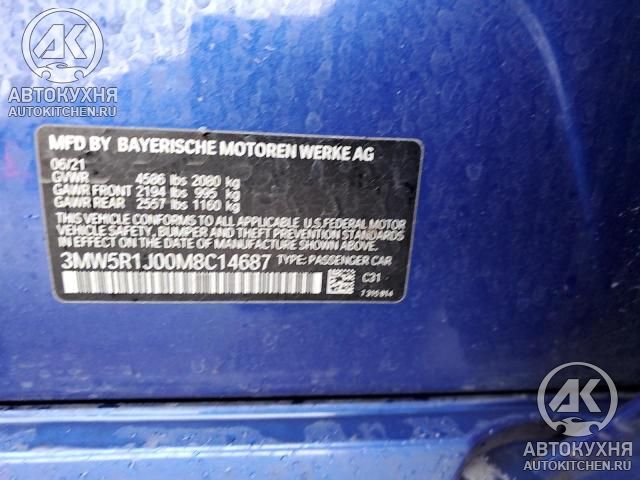 АК
АВТОКУХНЯ
AUTOKITCHEN.RU
MFD BY BAYERISCHE MOTOREN WERKE AG
06/21
GVWR 4586 lbs 2080 kg
GAWR FRONT 2194 lbs 995 kg
GAWR REAR 2557 lbs 1160 kg
THIS VEHICLE CONFORMS TO ALL APPLICABLE U.S. FEDERAL MOTOR
VEHICLE SAFETY, BUMPER AND THEFT PREVENTION STANDARDS
IN EFFECT ON THE DATE OF MANUFACTURE SHOWN ABOVE.
3MW5R1J00M8C14687 TYPE: PASSENGER CAR
C31
АК
АВТОКУХНЯ
AUTOKITCHEN.RU